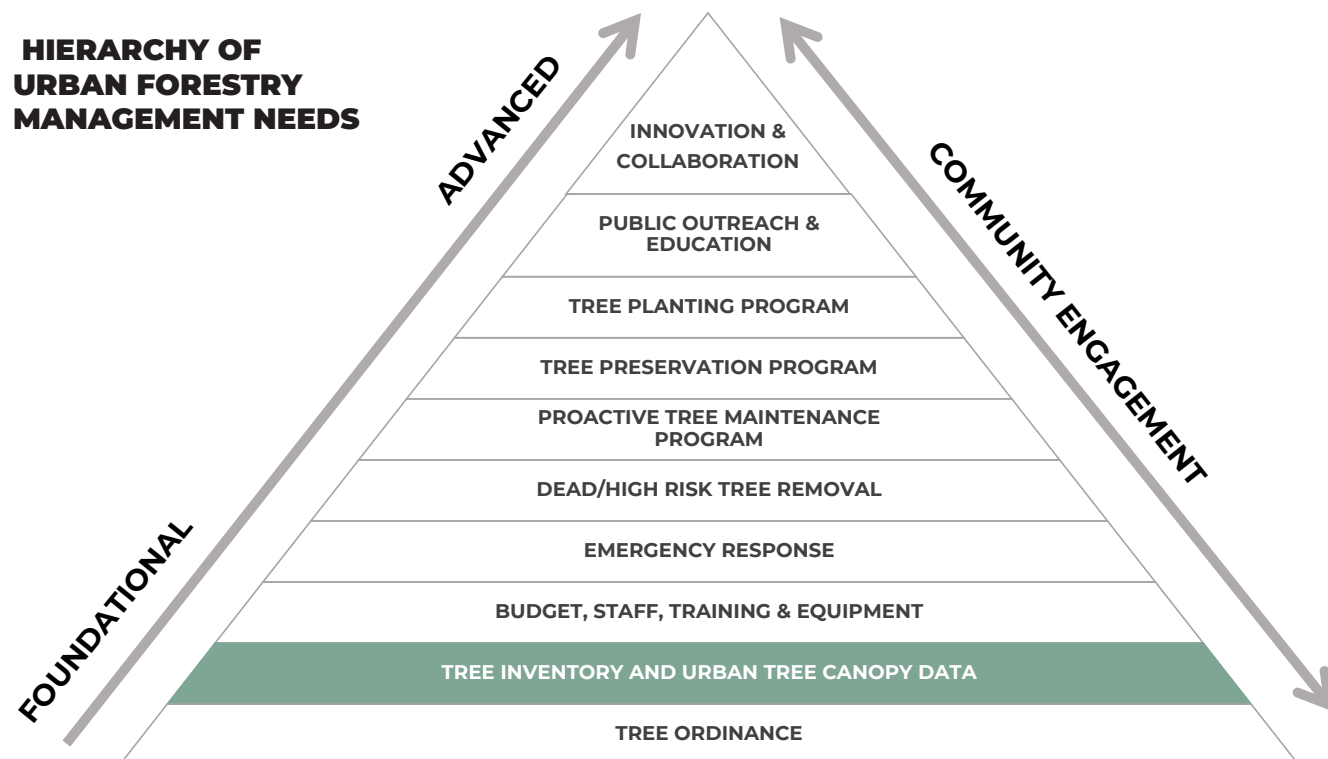 HIERARCHY OF
URBAN FORESTRY
MANAGEMENT NEEDS
ADVANCED
FOUNDATIONAL
COMMUNITY ENGAGEMENT
INNOVATION &
COLLABORATION
PUBLIC OUTREACH &
EDUCATION
TREE PLANTING PROGRAM
TREE PRESERVATION PROGRAM
PROACTIVE TREE MAINTENANCE
PROGRAM
DEAD/HIGH RISK TREE REMOVAL
EMERGENCY RESPONSE
BUDGET, STAFF, TRAINING & EQUIPMENT
TREE INVENTORY AND URBAN TREE CANOPY DATA
TREE ORDINANCE